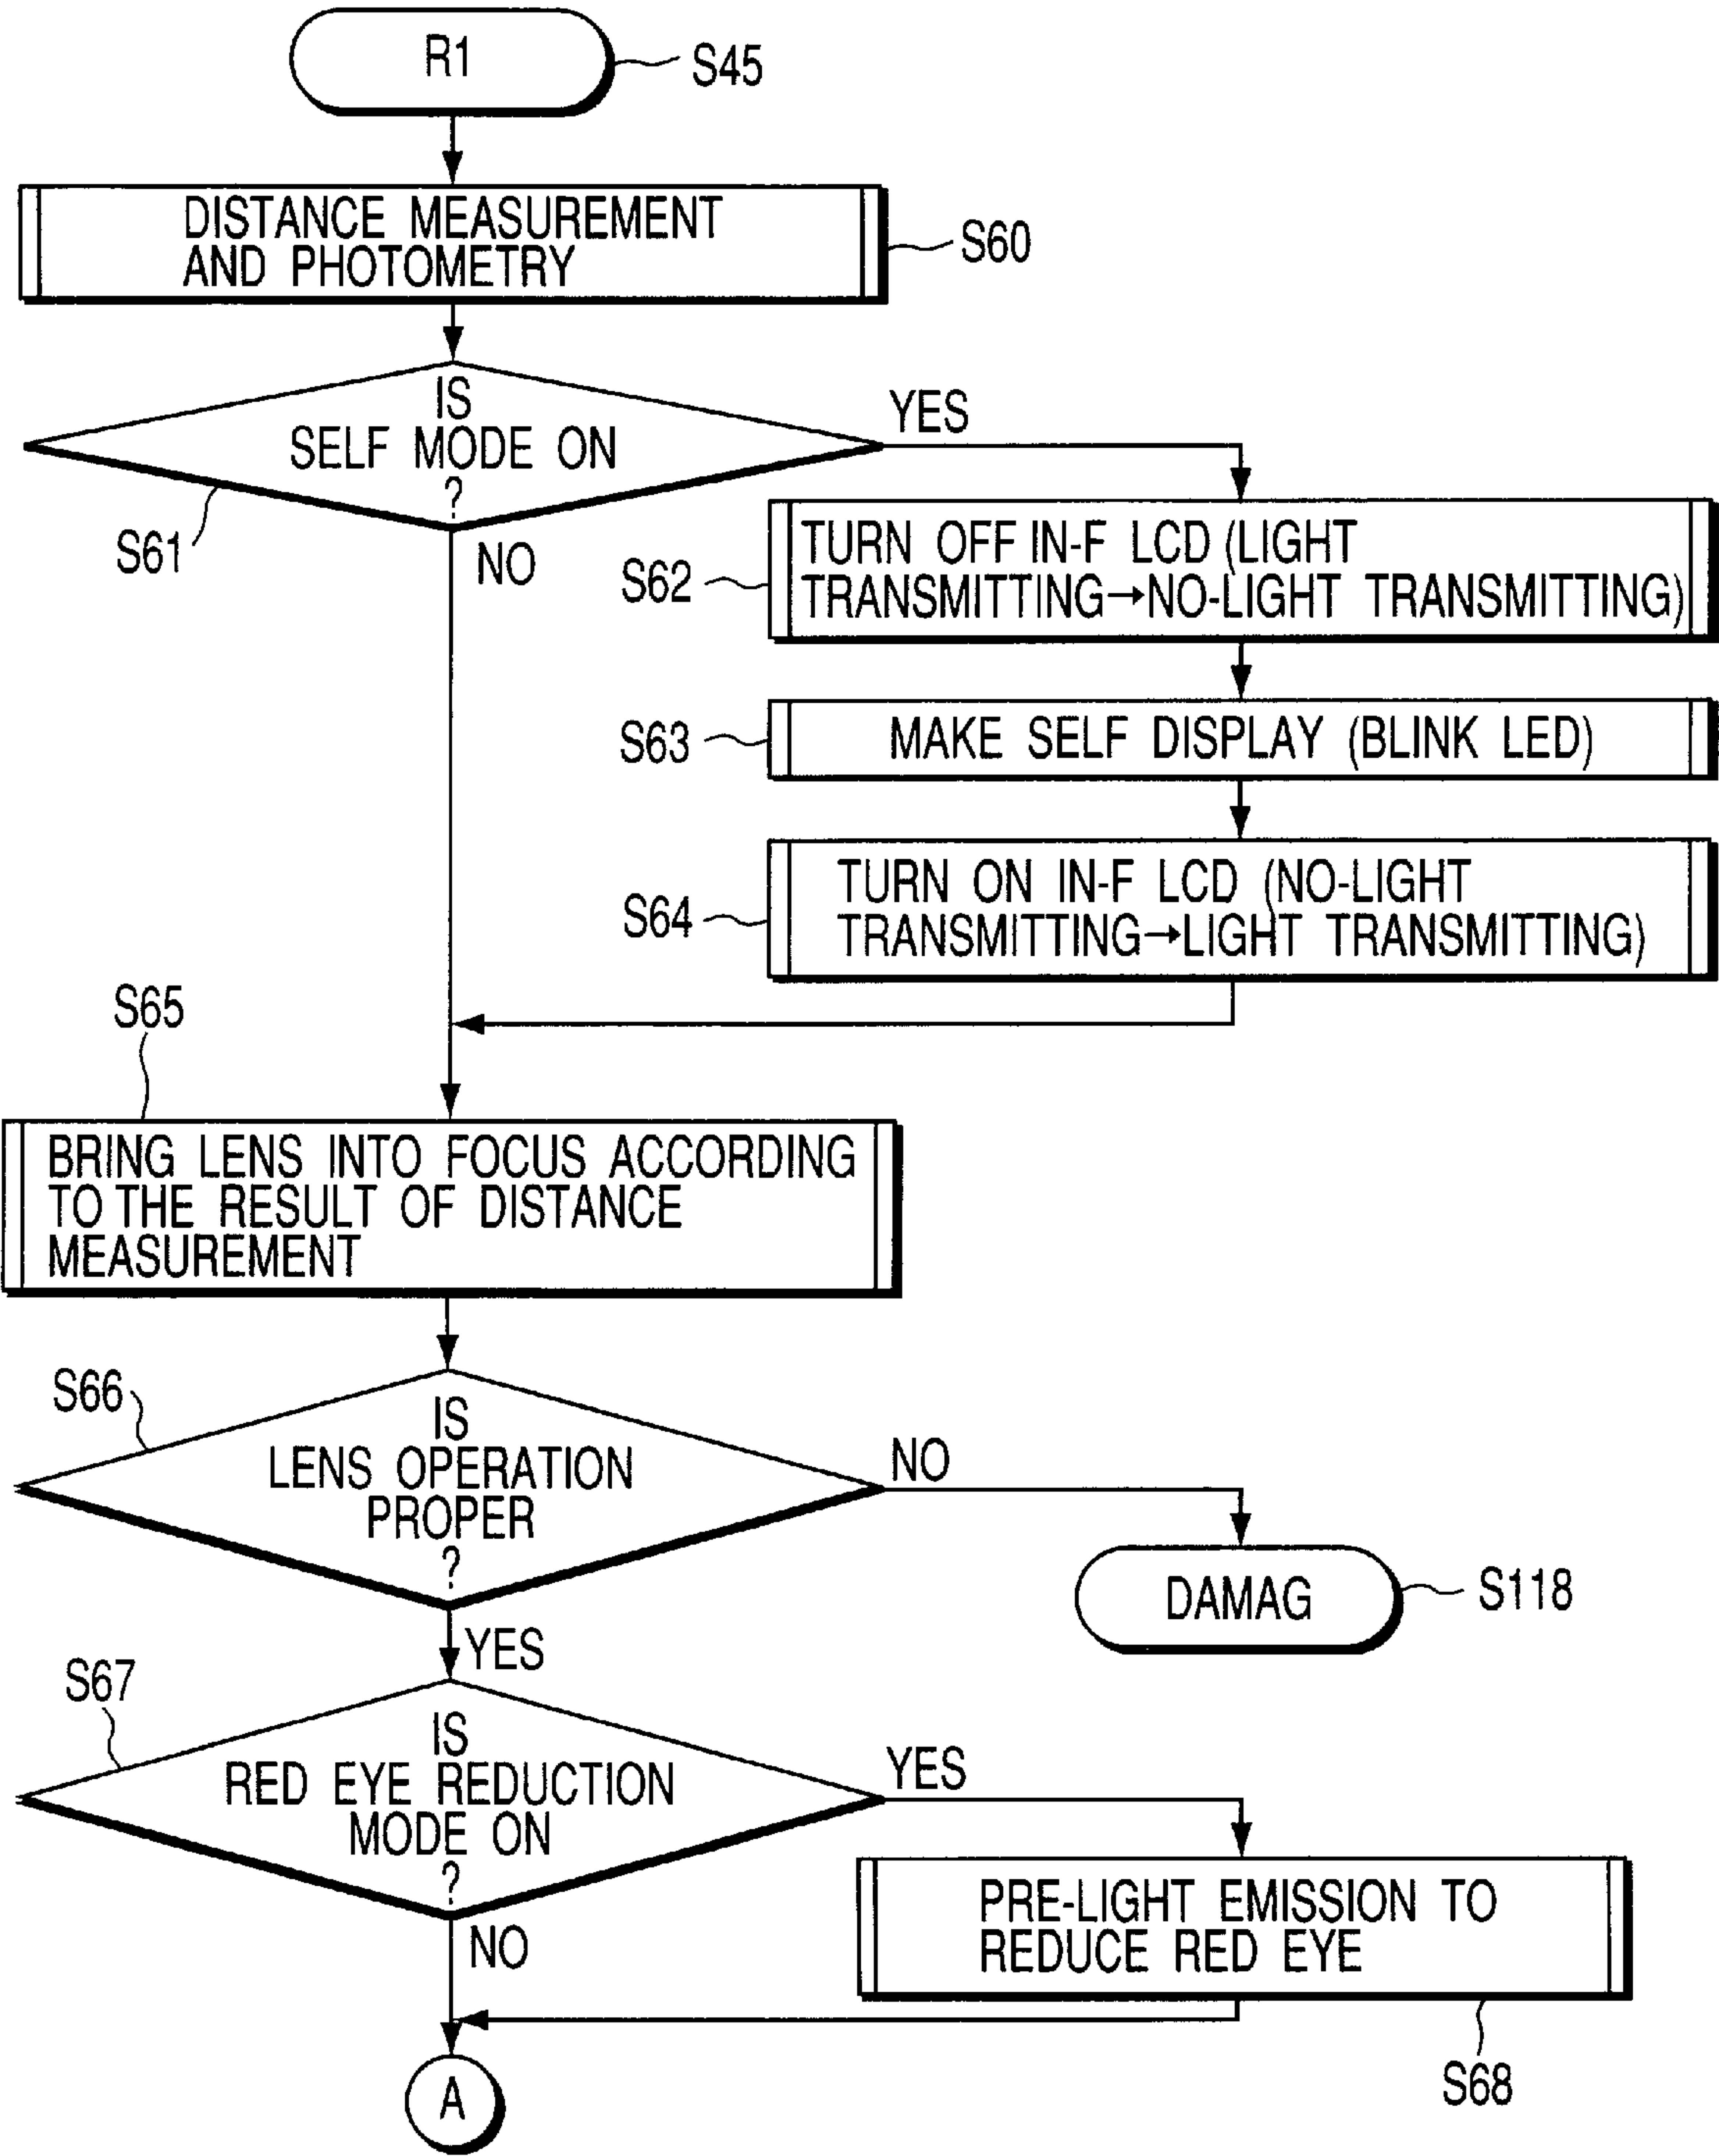 R1
S45
DISTANCE MEASUREMENT
AND PHOTOMETRY
S60
IS
SELF MODE ON
?
YES
S61
NO
TURN OFF IN-F LCD (LIGHT
TRANSMITTING→NO-LIGHT TRANSMITTING)
S62
MAKE SELF DISPLAY (BLINK LED)
S63
TURN ON IN-F LCD (NO-LIGHT
TRANSMITTING→LIGHT TRANSMITTING)
S64
S65
BRING LENS INTO FOCUS ACCORDING
TO THE RESULT OF DISTANCE
MEASUREMENT
S66
IS
LENS OPERATION
PROPER
?
NO
DAMAG
S118
YES
S67
IS
RED EYE REDUCTION
MODE ON
?
YES
NO
PRE-LIGHT EMISSION TO
REDUCE RED EYE
S68
A